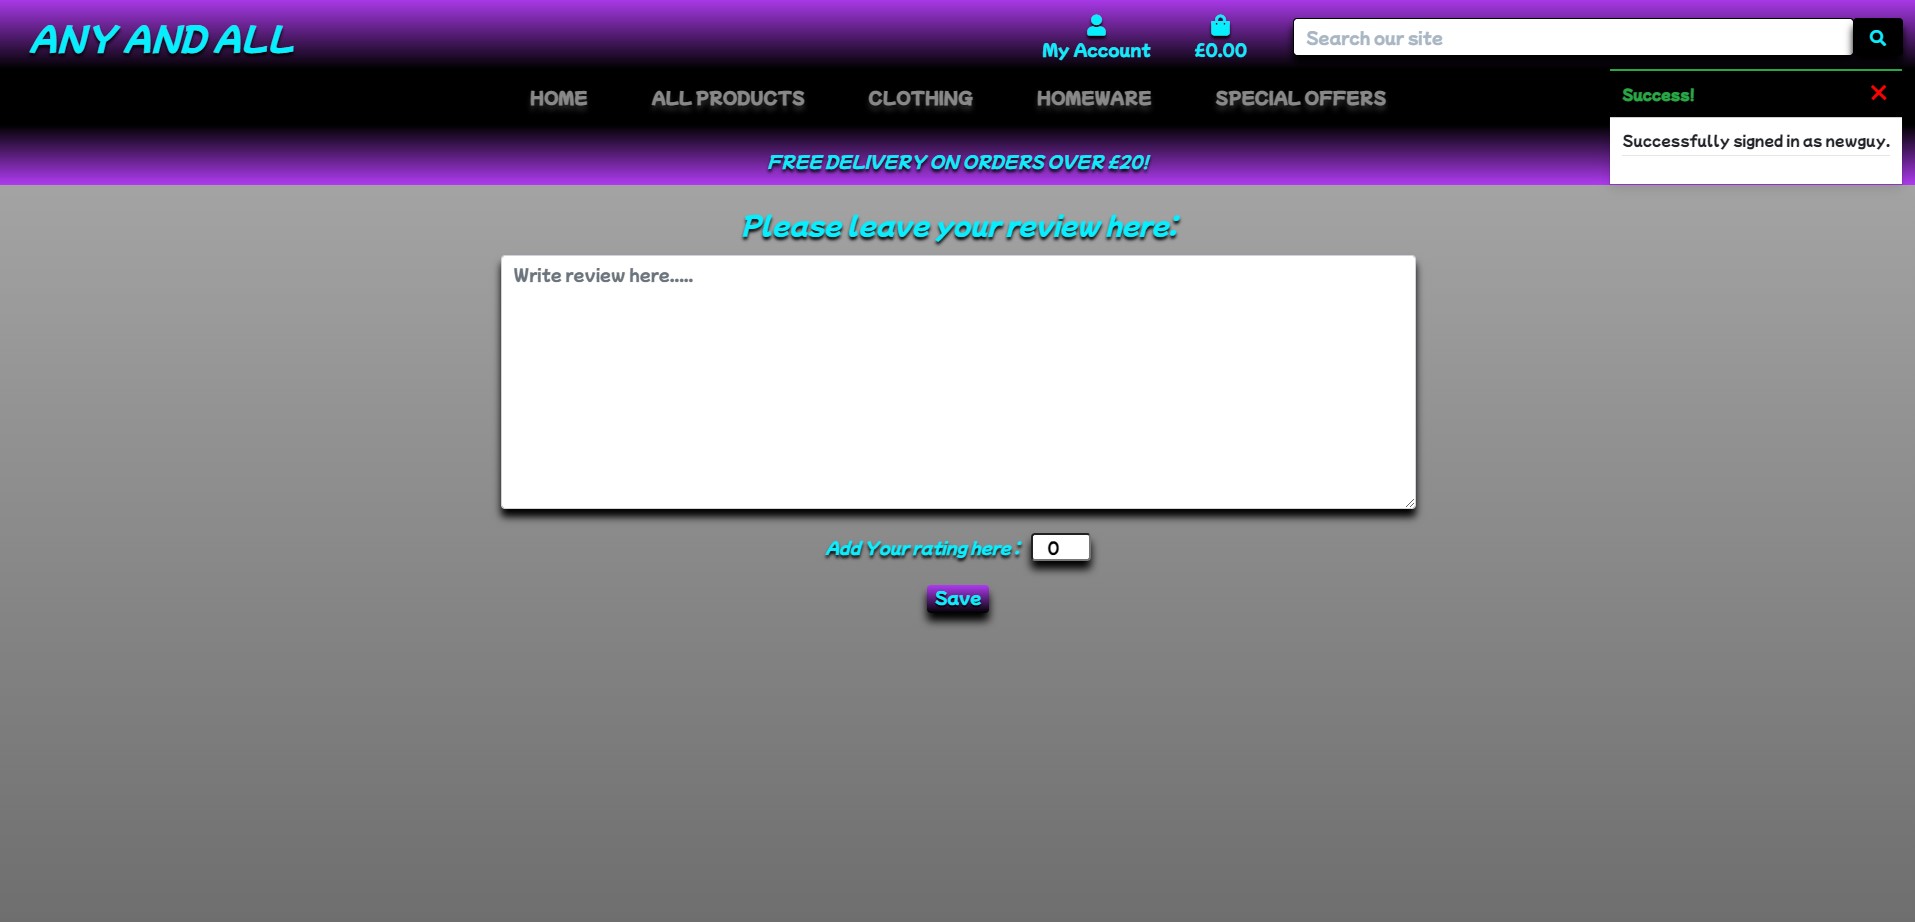 ANY AND ALL
My Account
£0.00
Search our site
HOME
ALL PRODUCTS
CLOTHING
HOMEWARE
SPECIAL OFFERS
Success!
Successfully signed in as newguy.
FREE DELIVERY ON ORDERS OVER £20!
Please leave your review here:
Write review here.....
Add Your rating here :
0
Save